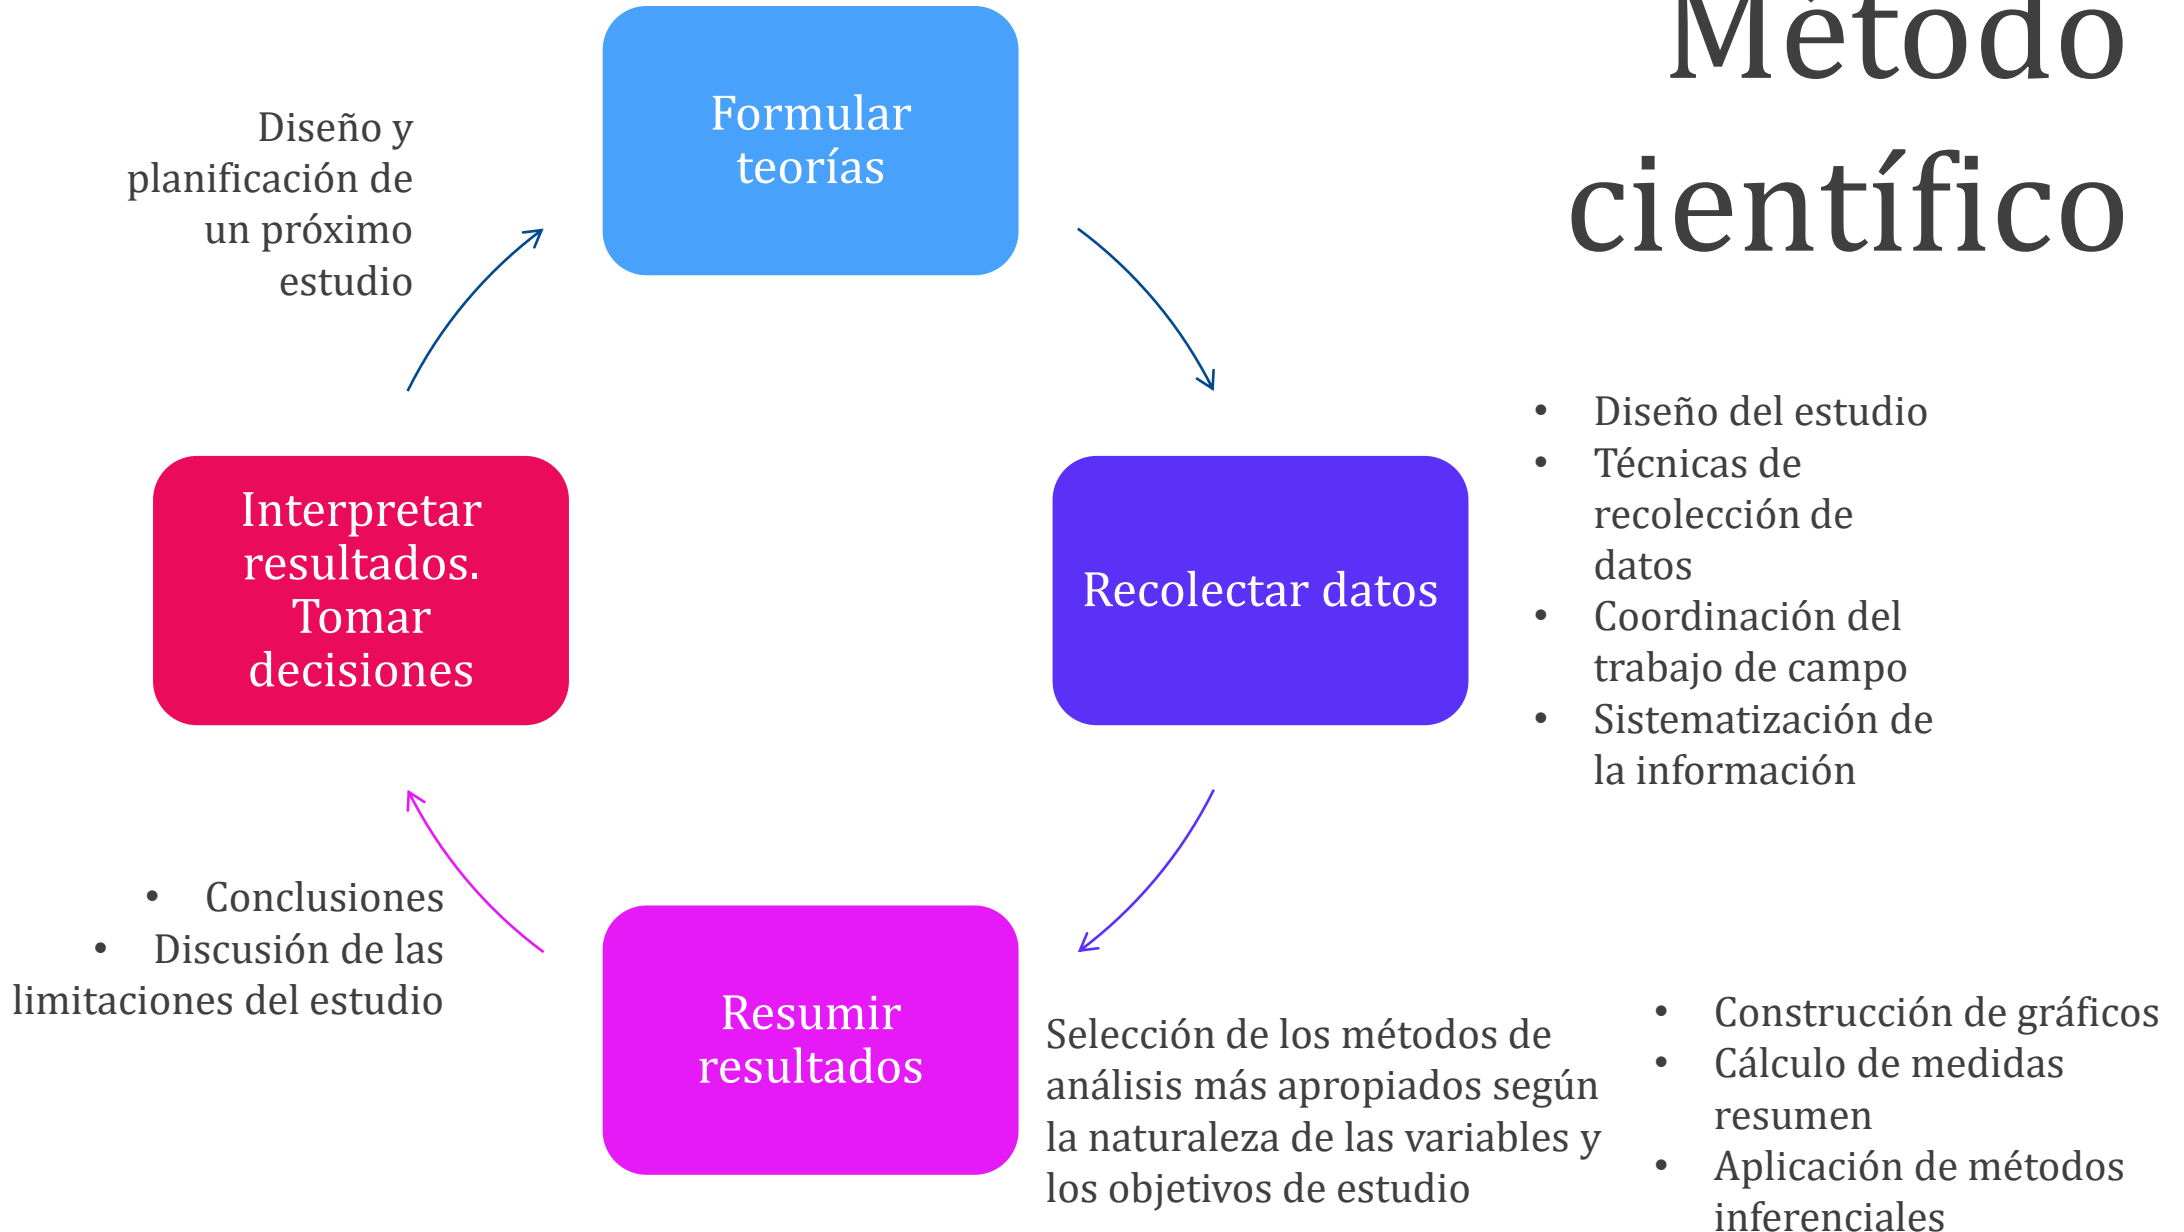 Método
científico
Formular
teorías
Diseño y
planificación de
un próximo
estudio
Recolectar datos
• Diseño del estudio
• Técnicas de
recolección de
datos
• Coordinación del
trabajo de campo
• Sistematización de
la información
Interpretar
resultados.
Tomar
decisiones
Resumir
resultados
Selección de los métodos de
análisis más apropiados según
la naturaleza de las variables y
los objetivos de estudio
• Construcción de gráficos
• Cálculo de medidas
resumen
• Aplicación de métodos
inferenciales
• Conclusiones
• Discusión de las
limitaciones del estudio